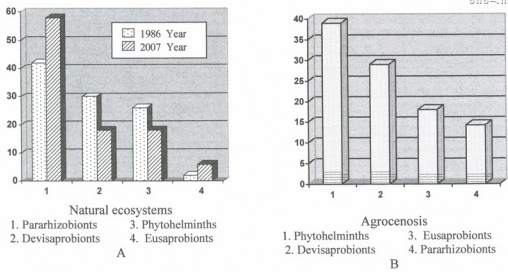 60
50
40
30
20
10
0
1986 Year
2007 Year
1 2 3 4
Natural ecosystems
1. Pararhizobionts 3. Phytohelminths
2. Devisaprobionts 4. Eusaprobionts
A
40
35
30
25
20
15
10
5
0
1 2 3 4
Agrocenosis
1. Phytohelminths 3. Eusaprobionts
2. Devisaprobionts 4. Pararhizobionts
B